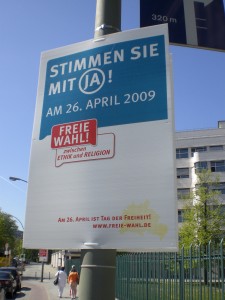 320 m
STIMMEN SIE
MIT JA!
AM 26. APRIL 2009
FREIE
WAHL!
zwischen
ETHIK und RELIGION
AM 26. APRIL IST TAG DER FREIHEIT!
WWW.FREIE-WAHL.DE